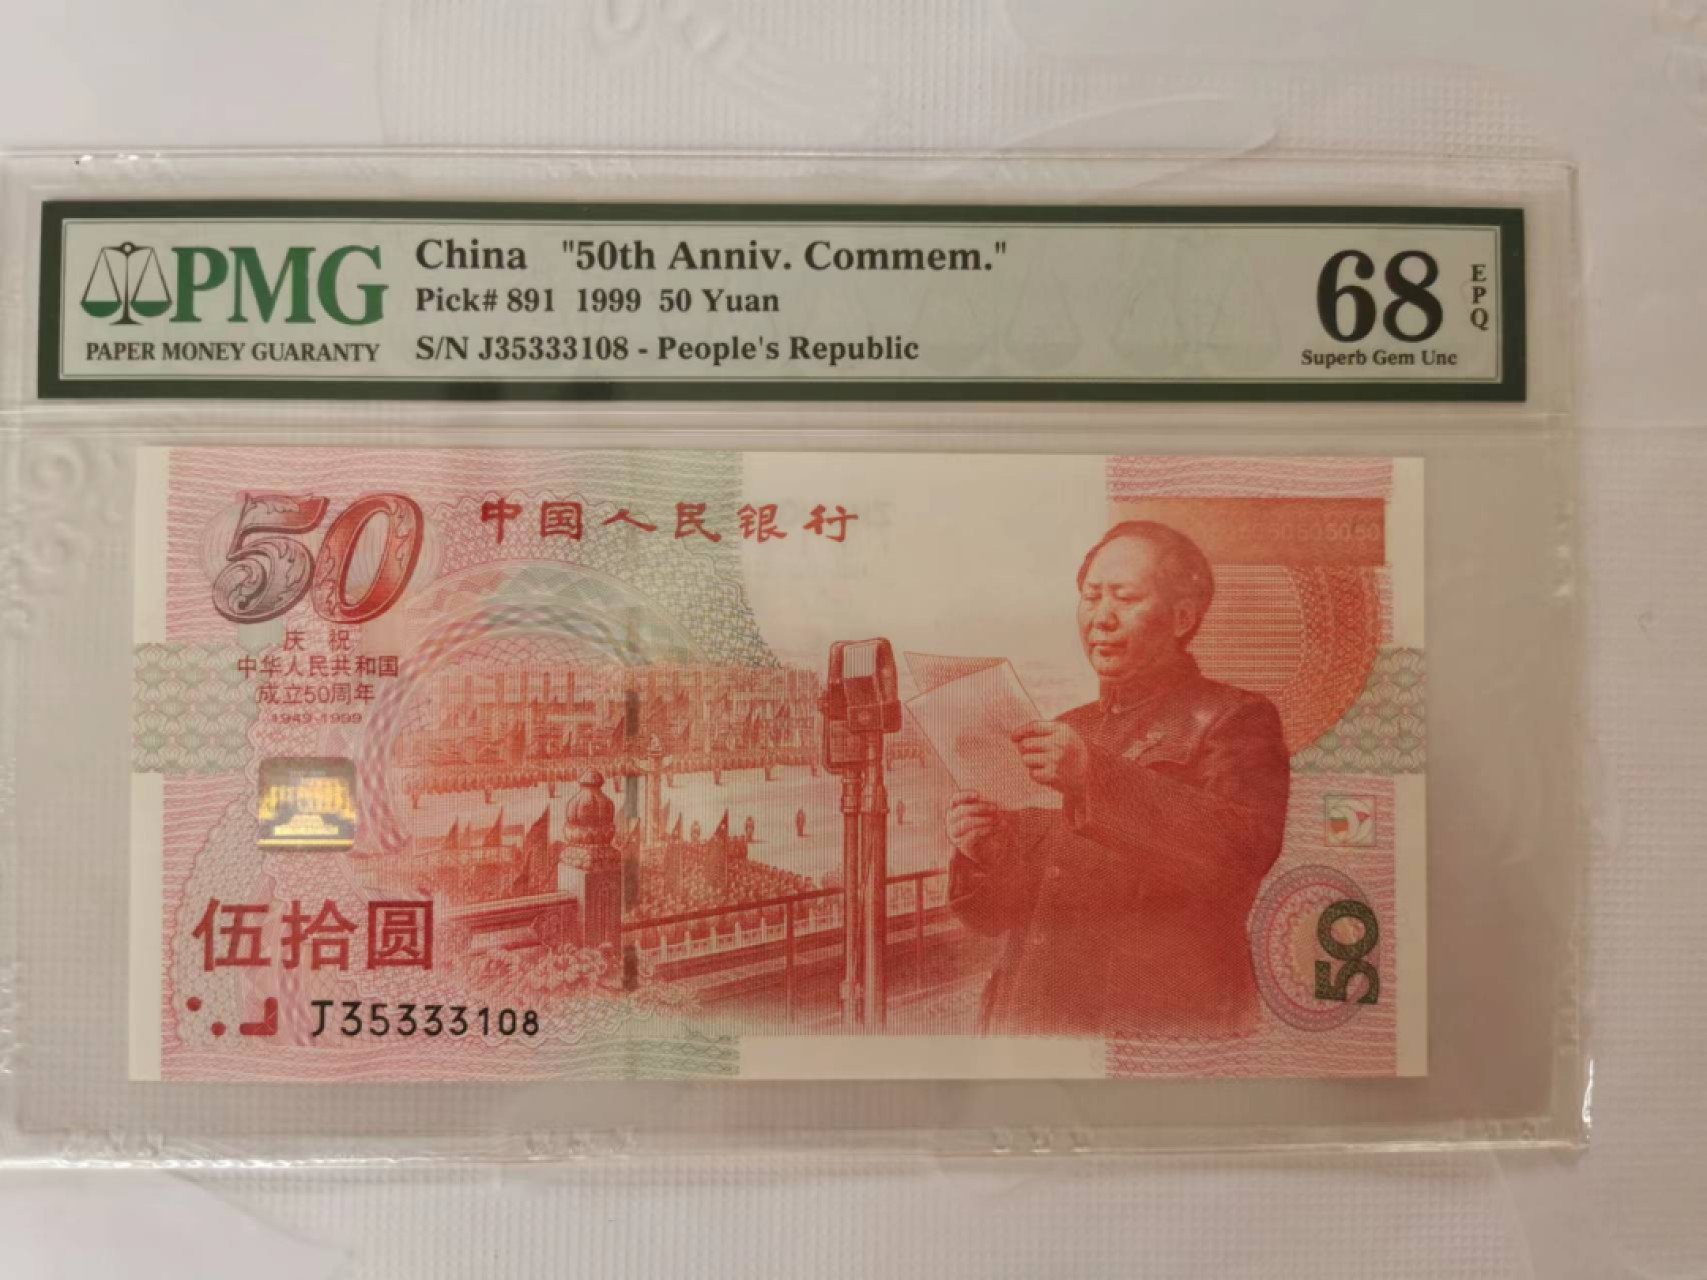 PMG
PAPER MONEY GUARANTY
China "50th Anniv. Commem."
Pick# 891 1999 50 Yuan
S/N J35333108 - People's Republic
68
EPQ
Superb Gem Unc
50
中国人民银行
庆祝
中华人民共和国
成立50周年
1949-1999
50505050
伍拾圆
J35333108
50